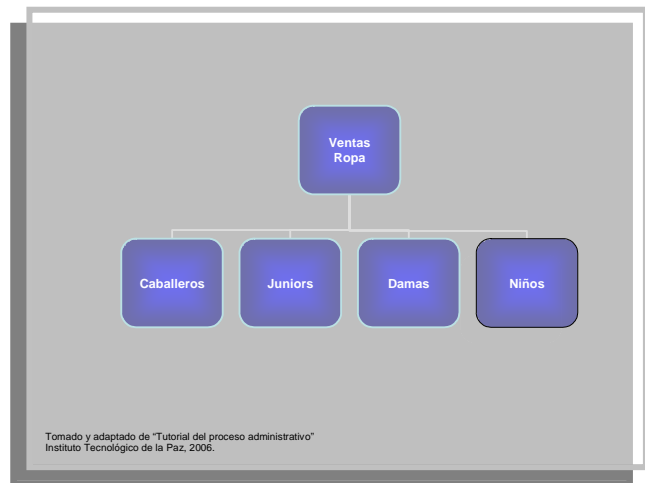 Ventas
Ropa
Caballeros
Juniors
Damas
Niños
Tomado y adaptado de “Tutorial del proceso administrativo”
Instituto Tecnológico de la Paz, 2006.